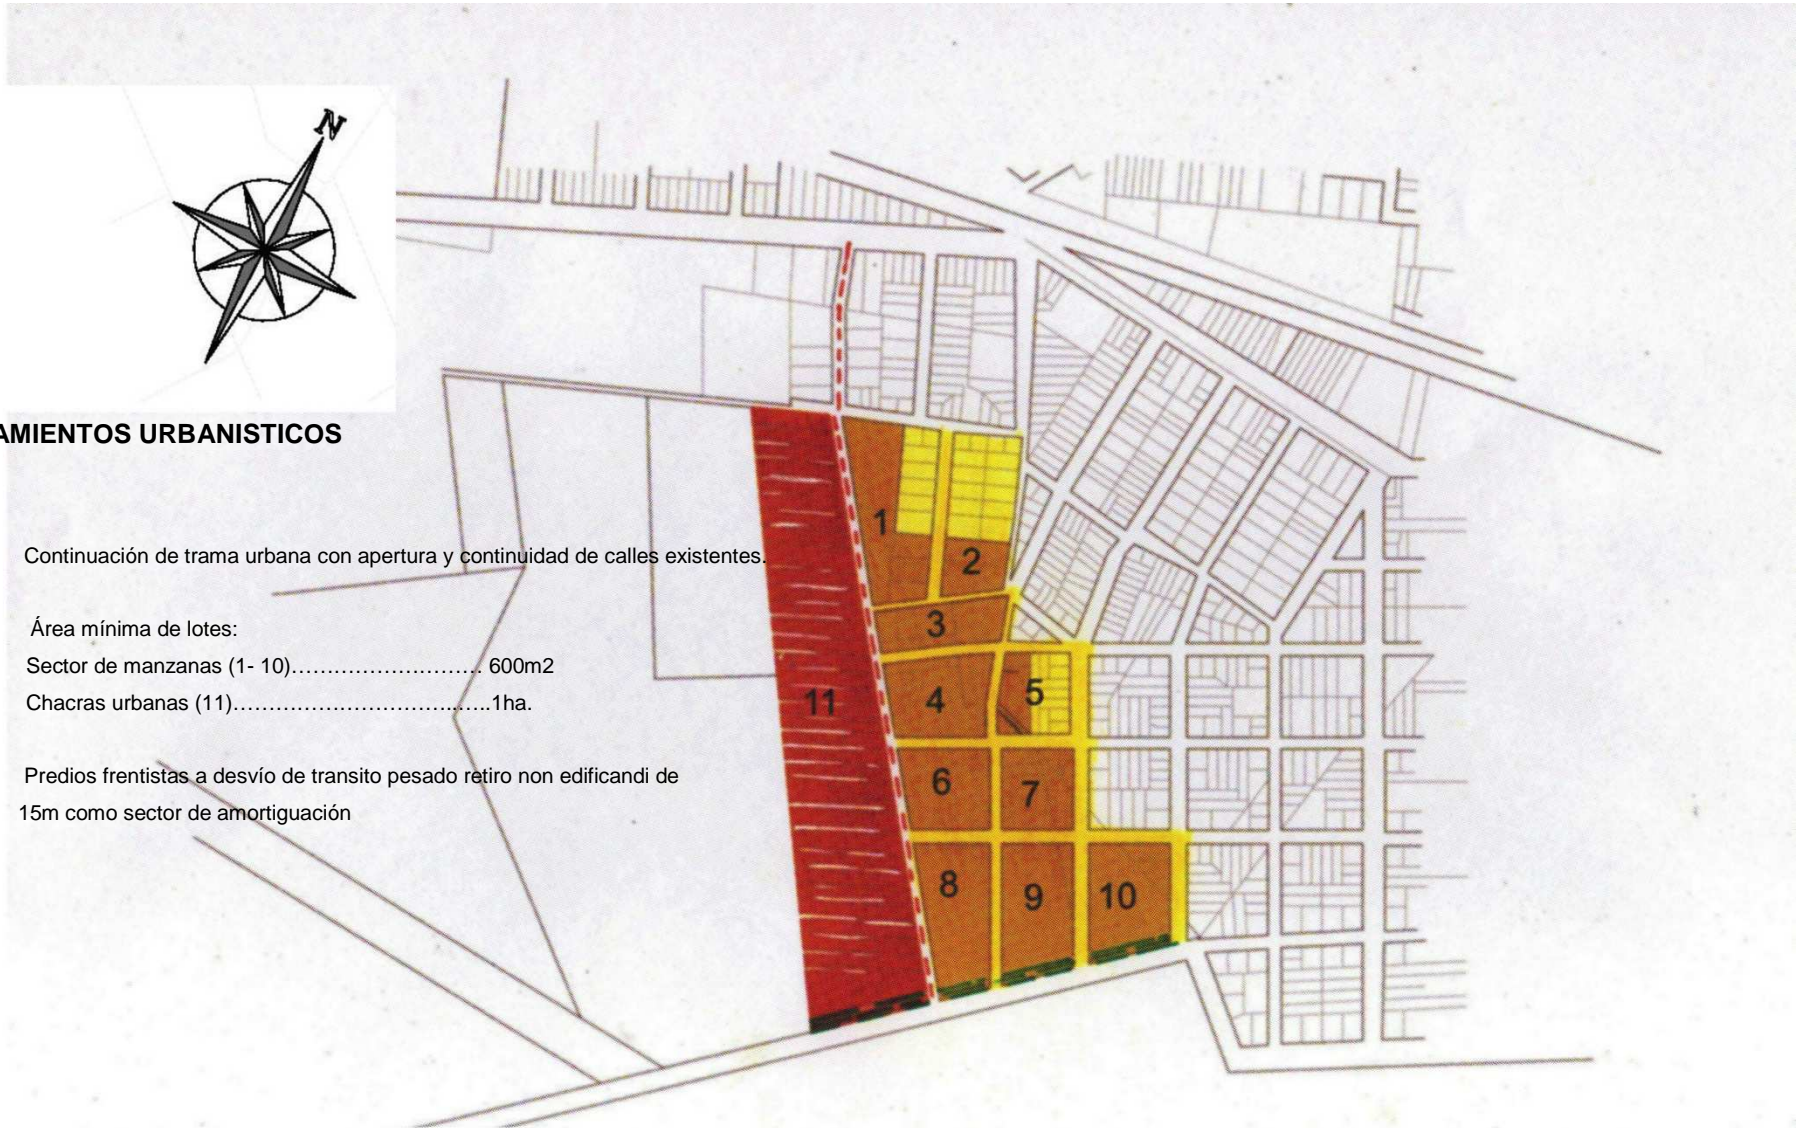 N
AMIENTOS URBANISTICOS
Continuación de trama urbana con apertura y continuidad de calles existentes.
Área mínima de lotes:
Sector de manzanas (1- 10)……………………… 600m2
Chacras urbanas (11)…………………………..…..1ha.
Predios frentistas a desvío de transito pesado retiro non edificandi de
15m como sector de amortiguación
1
2
3
4
5
11
6
7
8
9
10